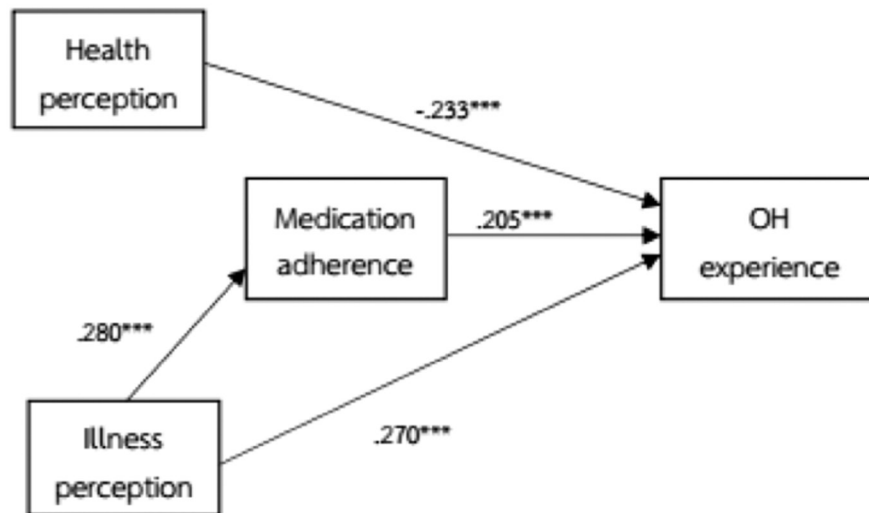 Health
perception
-.233***
Medication
adherence
.205***
OH
experience
.280***
.270***
Illness
perception